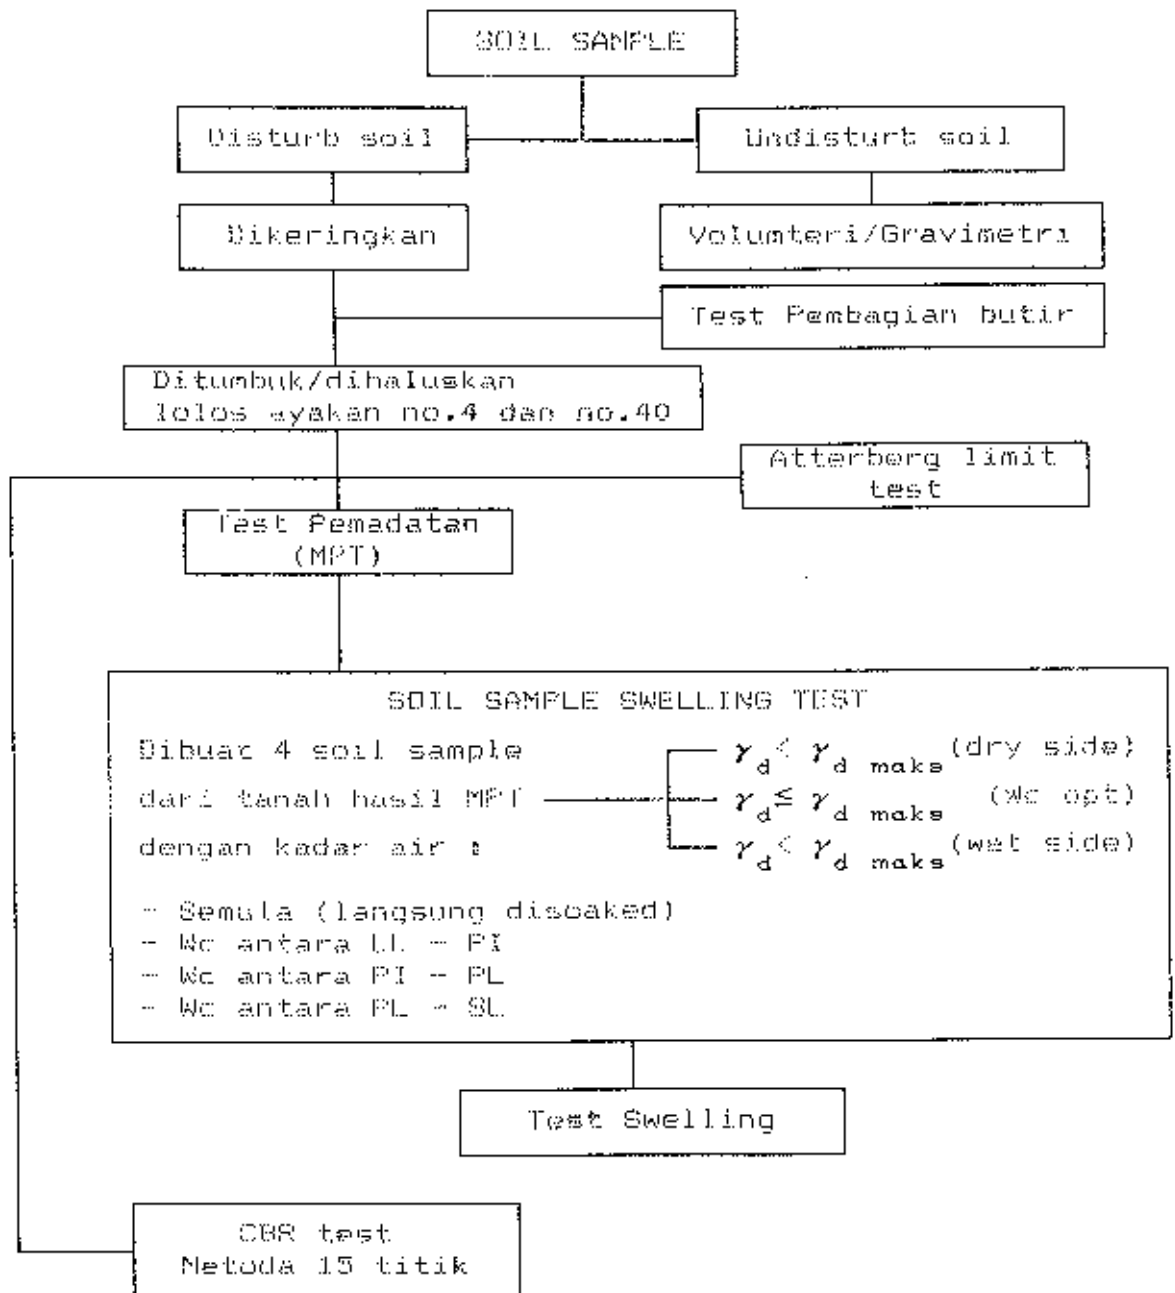 SOIL SAMPLE
Disturb soil
Undisturt soil
Dikeringkan
Volumteri/Gravimetri
Test Pembagian butir
Ditumbuk/dihaluskan
lolos ayakan no.4 dan no.40
Atterberg limit
test
Test Pemadatan
(MPT)
SOIL SAMPLE SWELLING TEST
Dibuat 4 soil sample
γd < γd maks (dry side)
dari tanah hasil MPT
γd ≤ γd maks (Wc opt)
dengan kadar air :
γd < γd maks (wet side)
- Semula (langsung disoaked)
- Wc antara LL - PI
- Wc antara PI - PL
- Wc antara PL - SL
Test Swelling
CBR test
Metoda 15 titik